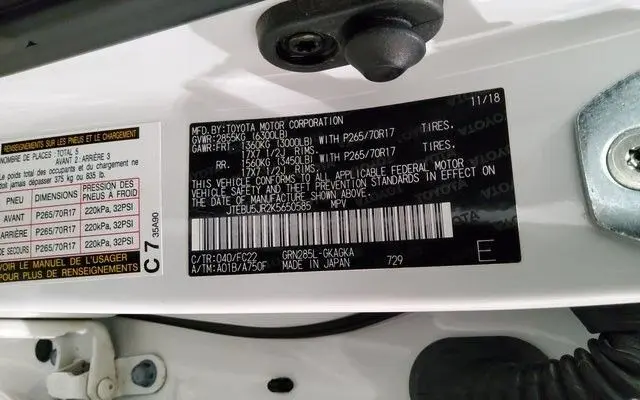 RENSEIGNEMENTS SUR LES PNEUS ET LE CHARGEMENT
NOMBRE DE PLACES: TOTAL 5
AVANT 2: ARRIÈRE 3
des occupants et du chargement ne
jamais dépasser 375 kg ou 835 lb.
PNEU DIMENSIONS PRESSION DES PNEUS À FROID
AVANT P265/70R17 220kPa, 32PSI
ARRIÈRE P265/70R17 220kPa, 32PSI
DE SECOURS P265/70R17 220kPa, 32PSI
VOIR LE MANUEL DE L'USAGER
POUR PLUS DE RENSEIGNEMENTS
C 7 35A90
11/18
MFD.BY:TOYOTA MOTOR CORPORATION
GVWR:2855KG (6300LB)
GAWR:FRT. 1360KG (3000LB) WITH P265/70R17 TIRES.
17X7 1/2J RIMS.
RR. 1560KG (3450LB) WITH P265/70R17 TIRES.
17X7 1/2J RIMS.
THIS VEHICLE CONFORMS TO ALL APPLICABLE FEDERAL MOTOR
VEHICLE SAFETY AND THEFT PREVENTION STANDARDS IN EFFECT ON
THE DATE OF MANUFACTURE SHOWN ABOVE.
JTEBU5JR2K5650585 MPV
C/TR:040/FC22 GRN285L-GKAGKA
A/TM:A01B/A750F MADE IN JAPAN 729
E